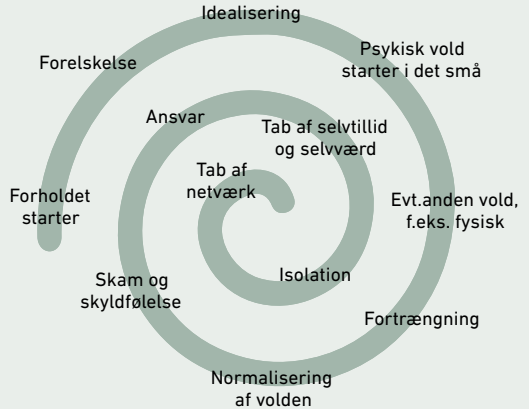 Forholdet
starter
Forelskelse
Idealisering
Psykisk vold
starter i det små
Evt.anden vold,
f.eks. fysisk
Fortrængning
Normalisering
af volden
Skam og
skyldfølelse
Ansvar
Tab af selvtillid
og selvværd
Isolation
Tab af
netværk